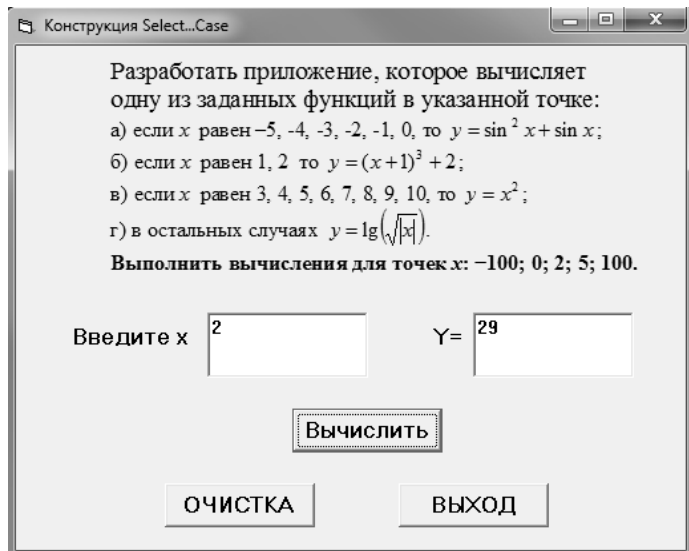 Конструкция Select...Case
Разработать приложение, которое вычисляет
одну из заданных функций в указанной точке:
а) если x равен −5, -4, -3, -2, -1, 0, то y = sin² x + sin x;
б) если x равен 1, 2 то y = (x+1)³ + 2;
в) если x равен 3, 4, 5, 6, 7, 8, 9, 10, то y = x²;
г) в остальных случаях y = lg(√|x|).
Выполнить вычисления для точек x: −100; 0; 2; 5; 100.
Введите x 2 Y= 29
Вычислить
ОЧИСТКА ВЫХОД